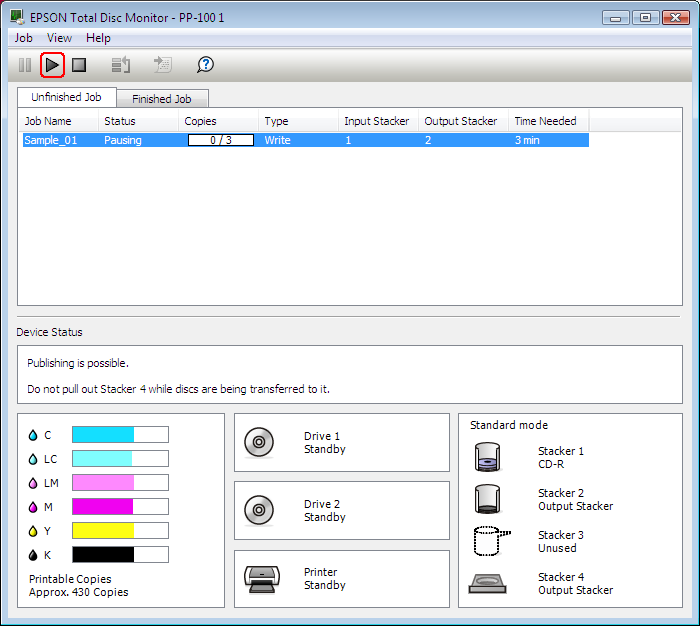 EPSON Total Disc Monitor - PP-100 1
Job View Help
Unfinished Job Finished Job
Job Name Status Copies Type Input Stacker Output Stacker Time Needed
Sample_01 Pausing 0 / 3 Write 1 2 3 min
Device Status
Publishing is possible.
Do not pull out Stacker 4 while discs are being transferred to it.
C
LC
LM
M
Y
K
Printable Copies
Approx. 430 Copies
Drive 1
Standby
Drive 2
Standby
Printer
Standby
Standard mode
Stacker 1
CD-R
Stacker 2
Output Stacker
Stacker 3
Unused
Stacker 4
Output Stacker